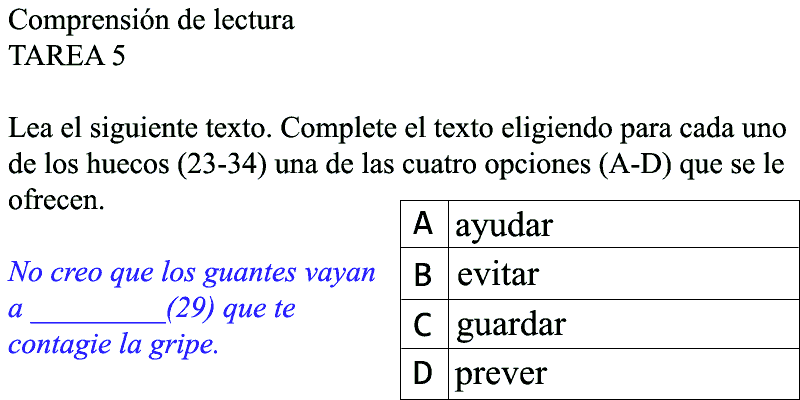 Comprensión de lectura
TAREA 5
Lea el siguiente texto. Complete el texto eligiendo para cada uno
de los huecos (23-34) una de las cuatro opciones (A-D) que se le
ofrecen.
No creo que los guantes vayan
a _________(29) que te
contagie la gripe.
A ayudar
B evitar
C guardar
D prever